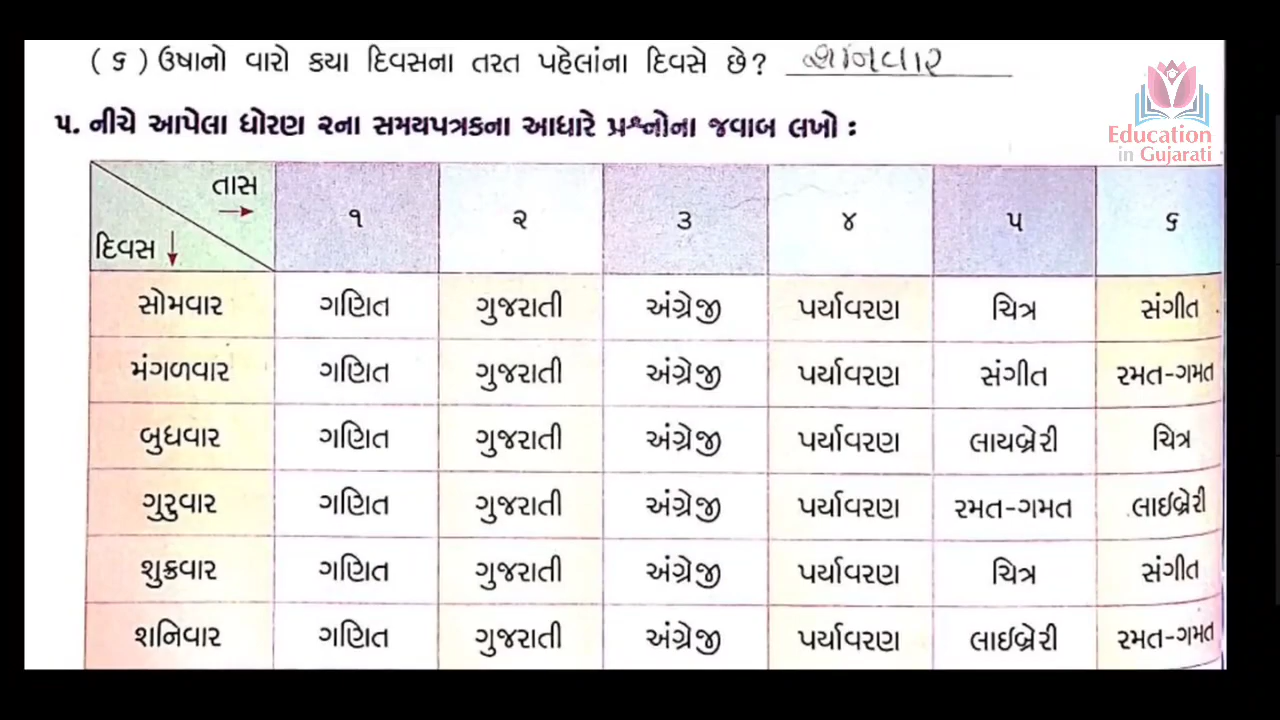 ( ૬ ) ઉષાનો વારો કયા દિવસના તરત પહેલાંના દિવસે છે? શનિવાર
Education
in Gujarati
૫. નીચે આપેલા ધોરણ ૨ના સમયપત્રકના આધારે પ્રશ્નોના જવાબ લખો :
તાસ
દિવસ
૧ ૨ ૩ ૪ ૫ ૬
સોમવાર ગણિત ગુજરાતી અંગ્રેજી પર્યાવરણ ચિત્ર સંગીત
મંગળવાર ગણિત ગુજરાતી અંગ્રેજી પર્યાવરણ સંગીત રમત-ગમત
બુધવાર ગણિત ગુજરાતી અંગ્રેજી પર્યાવરણ લાયબ્રેરી ચિત્ર
ગુરુવાર ગણિત ગુજરાતી અંગ્રેજી પર્યાવરણ રમત-ગમત લાઈબ્રેરી
શુક્રવાર ગણિત ગુજરાતી અંગ્રેજી પર્યાવરણ ચિત્ર સંગીત
શનિવાર ગણિત ગુજરાતી અંગ્રેજી પર્યાવરણ લાઈબ્રેરી રમત-ગમત